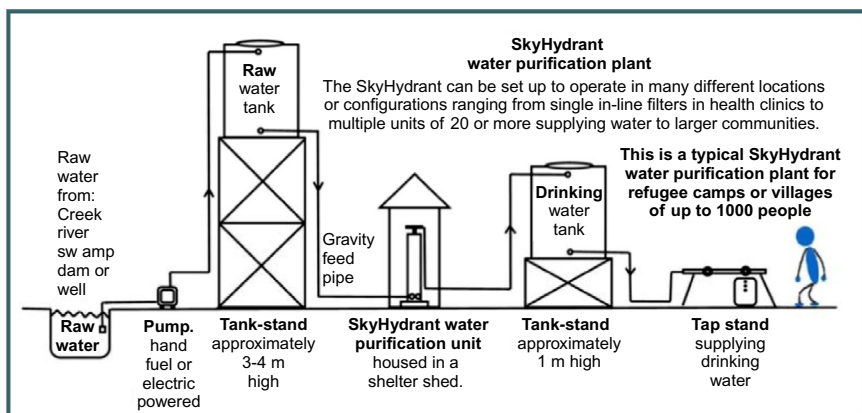 SkyHydrant
water purification plant
The SkyHydrant can be set up to operate in many different locations
or configurations ranging from single in-line filters in health clinics to
multiple units of 20 or more supplying water to larger communities.
This is a typical SkyHydrant
water purification plant for
refugee camps or villages
of up to 1000 people
Raw
water
tank
Raw
water
from:
Creek
river
sw amp
dam or
well
Gravity
feed
pipe
Drinking
water
tank
Raw
water
Pump.
hand
fuel or
electric
powered
Tank-stand
approximately
3-4 m
high
SkyHydrant water
purification unit
housed in a
shelter shed.
Tank-stand
approximately
1 m high
Tap stand
supplying
drinking
water